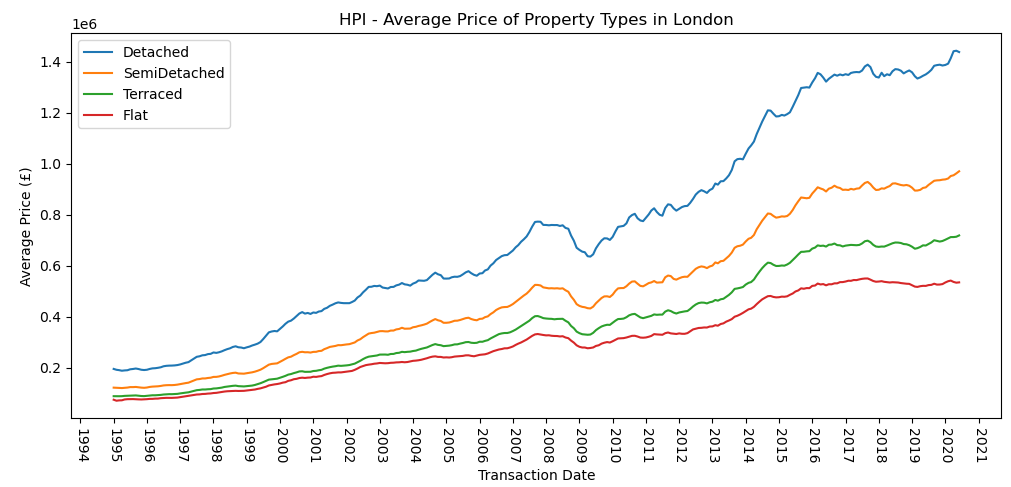 HPI - Average Price of Property Types in London
1e6
Detached
SemiDetached
Terraced
Flat
1.4
1.2
1.0
0.8
0.6
0.4
0.2
Average Price (£)
1994 1995 1996 1997 1998 1999 2000 2001 2002 2003 2004 2005 2006 2007 2008 2009 2010 2011 2012 2013 2014 2015 2016 2017 2018 2019 2020 2021
Transaction Date